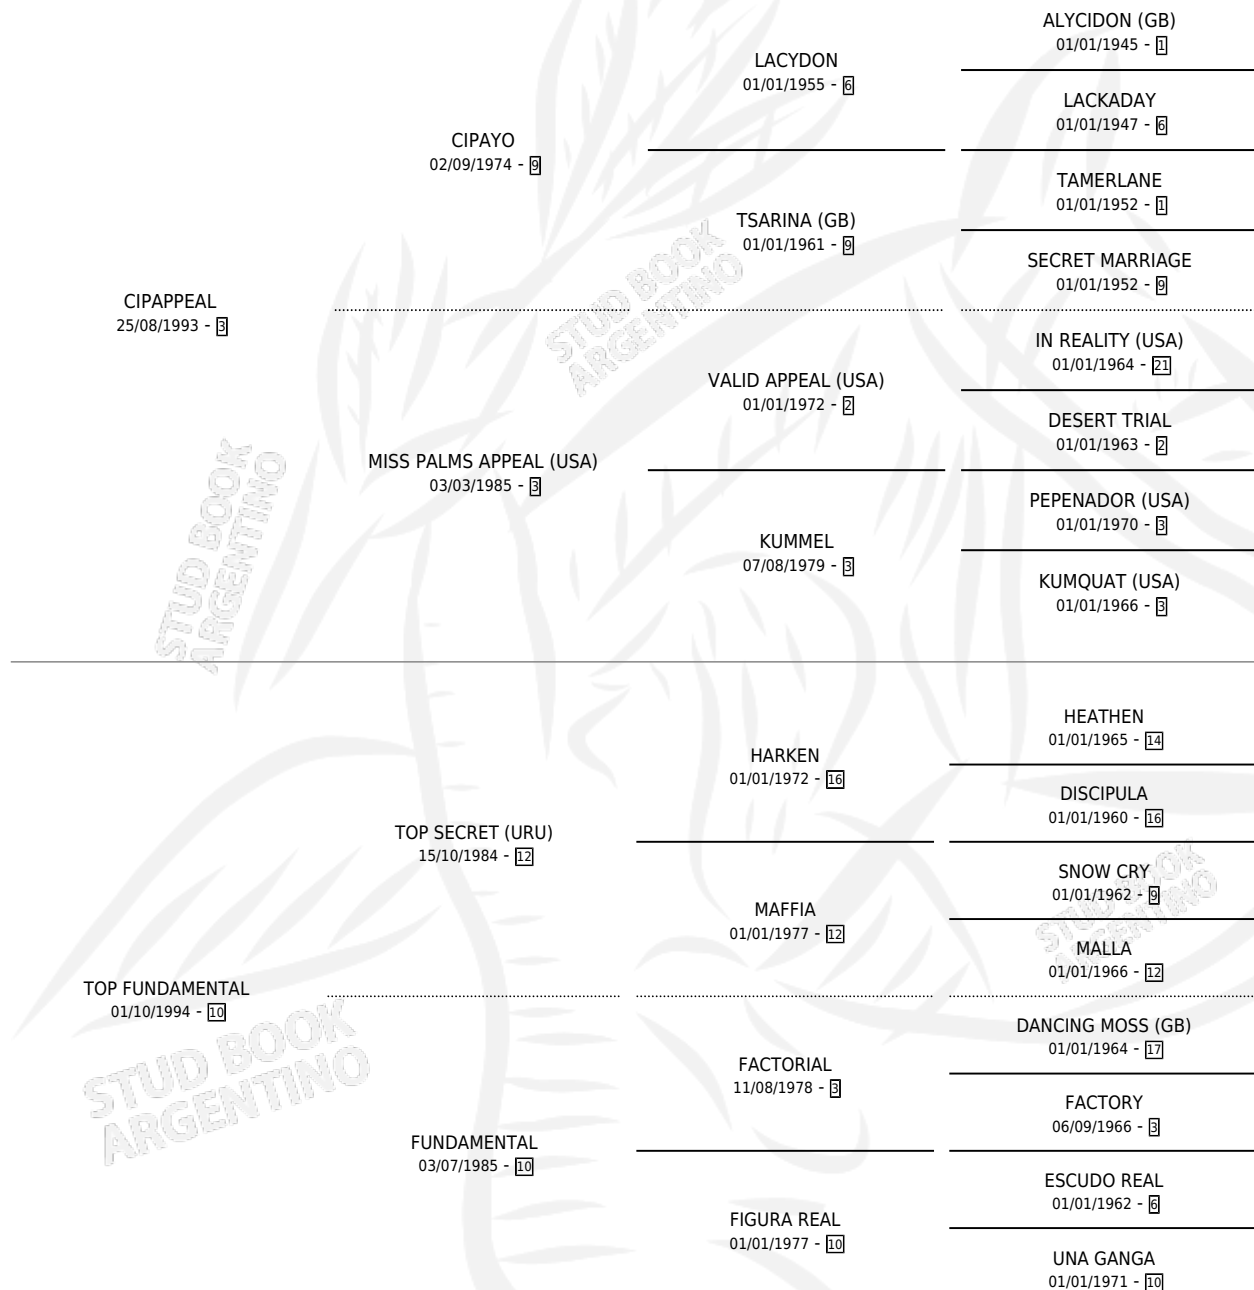 ALYCIDON (GB)
01/01/1945 - 1
LACYDON
01/01/1955 - 6
LACKADAY
01/01/1947 - 6
CIPAYO
02/09/1974 - 9
TAMERLANE
01/01/1952 - 1
TSARINA (GB)
01/01/1961 - 9
SECRET MARRIAGE
01/01/1952 - 9
CIPAPPEAL
25/08/1993 - 3
STUD BOOK
ARGENTINO
IN REALITY (USA)
01/01/1964 - 21
VALID APPEAL (USA)
01/01/1972 - 2
DESERT TRIAL
01/01/1963 - 2
MISS PALMS APPEAL (USA)
03/03/1985 - 3
PEPENADOR (USA)
01/01/1970 - 3
KUMMEL
07/08/1979 - 3
KUMQUAT (USA)
01/01/1966 - 3
STUD BOOK
ARGENTINO
HEATHEN
01/01/1965 - 14
HARKEN
01/01/1972 - 16
DISCIPULA
01/01/1960 - 16
TOP SECRET (URU)
15/10/1984 - 12
SNOW CRY
01/01/1962 - 9
MAFFIA
01/01/1977 - 12
MALLA
01/01/1966 - 12
STUD BOOK
ARGENTINO
TOP FUNDAMENTAL
01/10/1994 - 10
STUD BOOK
ARGENTINO
DANCING MOSS (GB)
01/01/1964 - 17
FACTORIAL
11/08/1978 - 3
FACTORY
06/09/1966 - 3
FUNDAMENTAL
03/07/1985 - 10
ESCUDO REAL
01/01/1962 - 6
FIGURA REAL
01/01/1977 - 10
UNA GANGA
01/01/1971 - 10